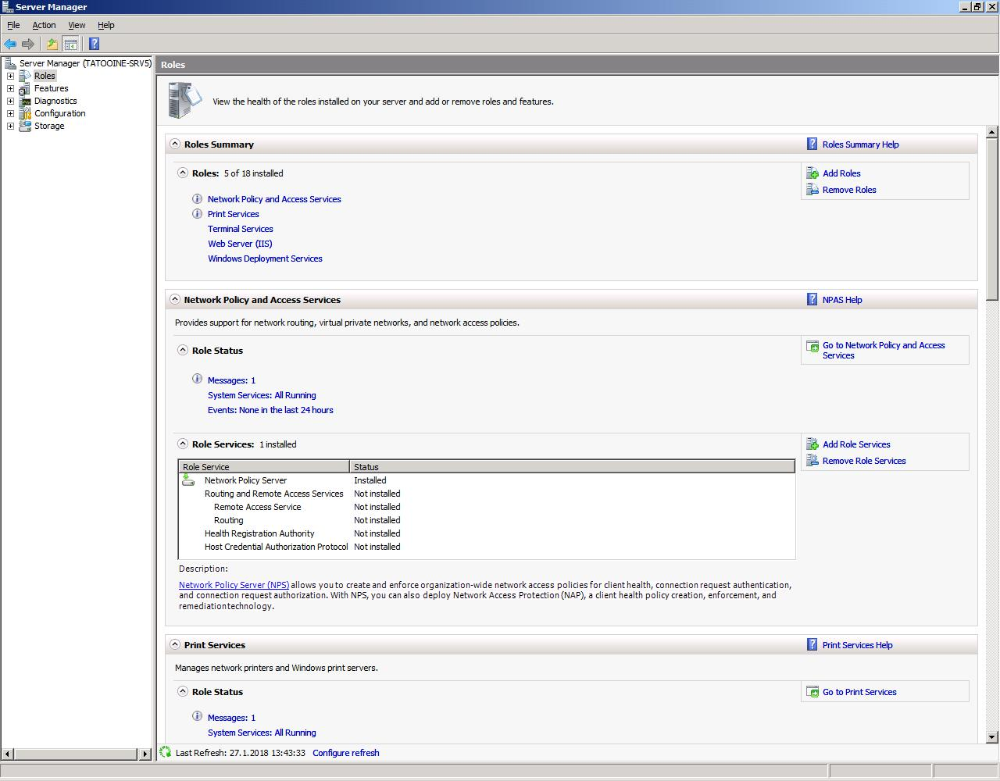 Server Manager
File Action View Help
Server Manager (TATOOINE-SRV5)
Roles
Features
Diagnostics
Configuration
Storage
Roles
View the health of the roles installed on your server and add or remove roles and features.
Roles Summary
Roles Summary Help
Roles: 5 of 18 installed
Add Roles
Remove Roles
Network Policy and Access Services
Print Services
Terminal Services
Web Server (IIS)
Windows Deployment Services
Network Policy and Access Services
NPAS Help
Provides support for network routing, virtual private networks, and network access policies.
Role Status
Go to Network Policy and Access
Services
Messages: 1
System Services: All Running
Events: None in the last 24 hours
Role Services: 1 installed
Add Role Services
Remove Role Services
Role Service Status
Network Policy Server Installed
Routing and Remote Access Services Not installed
Remote Access Service Not installed
Routing Not installed
Health Registration Authority Not installed
Host Credential Authorization Protocol Not installed
Description:
Network Policy Server (NPS) allows you to create and enforce organization-wide network access policies for client health, connection request authentication,
and connection request authorization. With NPS, you can also deploy Network Access Protection (NAP), a client health policy creation, enforcement, and
remediation technology.
Print Services
Print Services Help
Manages network printers and Windows print servers.
Role Status
Go to Print Services
Messages: 1
System Services: All Running
Last Refresh: 27.1.2018 13:43:33 Configure refresh